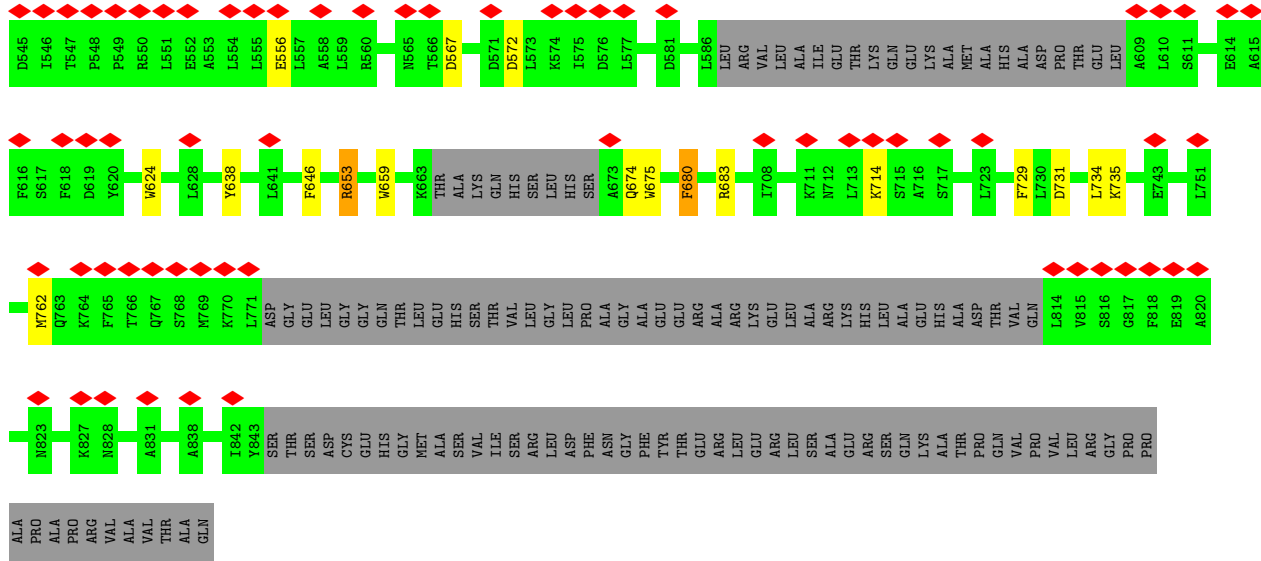 D545 I546 T547 P548 P549 R550 L551 E552 A553 L554 L555 E556 L557 A558 L559 R560 N565 T566 D567 D571 D572 L573 K574 I575 D576 L577 D581 L586 LEU ARG VAL LEU ALA ILE GLU THR LYS GLN GLU LYS ALA MET ALA HIS ALA ASP PRO THR GLU LEU A609 L610 S611 E614 A615
F616 S617 F618 D619 Y620 W624 L628 Y638 L641 F646 R653 W659 K663 THR ALA LYS GLN HIS SER LEU HIS SER A673 Q674 W675 F680 R683 I708 K711 N712 L713 K714 S715 A716 S717 L723 F729 L730 D731 L734 K735 E743 L751
M762 Q763 K764 F765 T766 Q767 S768 M769 K770 L771 ASP GLY GLU LEU GLY GLY GLN THR LEU GLU HIS SER THR VAL LEU GLY LEU PRO ALA GLY ALA GLU GLU ARG ALA ARG LYS GLU LEU ALA ARG LYS HIS LEU ALA GLU HIS ALA ASP THR VAL GLN L814 V815 S816 G817 F818 E819 A820
N823 K827 N828 A831 A838 I842 Y843 SER THR SER ASP CYS GLU HIS GLY MET ALA SER VAL ILE SER ARG LEU ASP PHE ASN GLY PHE TYR THR GLU ARG LEU GLU ARG LEU SER ALA GLU ARG SER GLN LYS ALA THR PRO GLN VAL PRO VAL LEU ARG GLY PRO PRO
ALA PRO ALA PRO ARG VAL ALA VAL THR ALA GLN